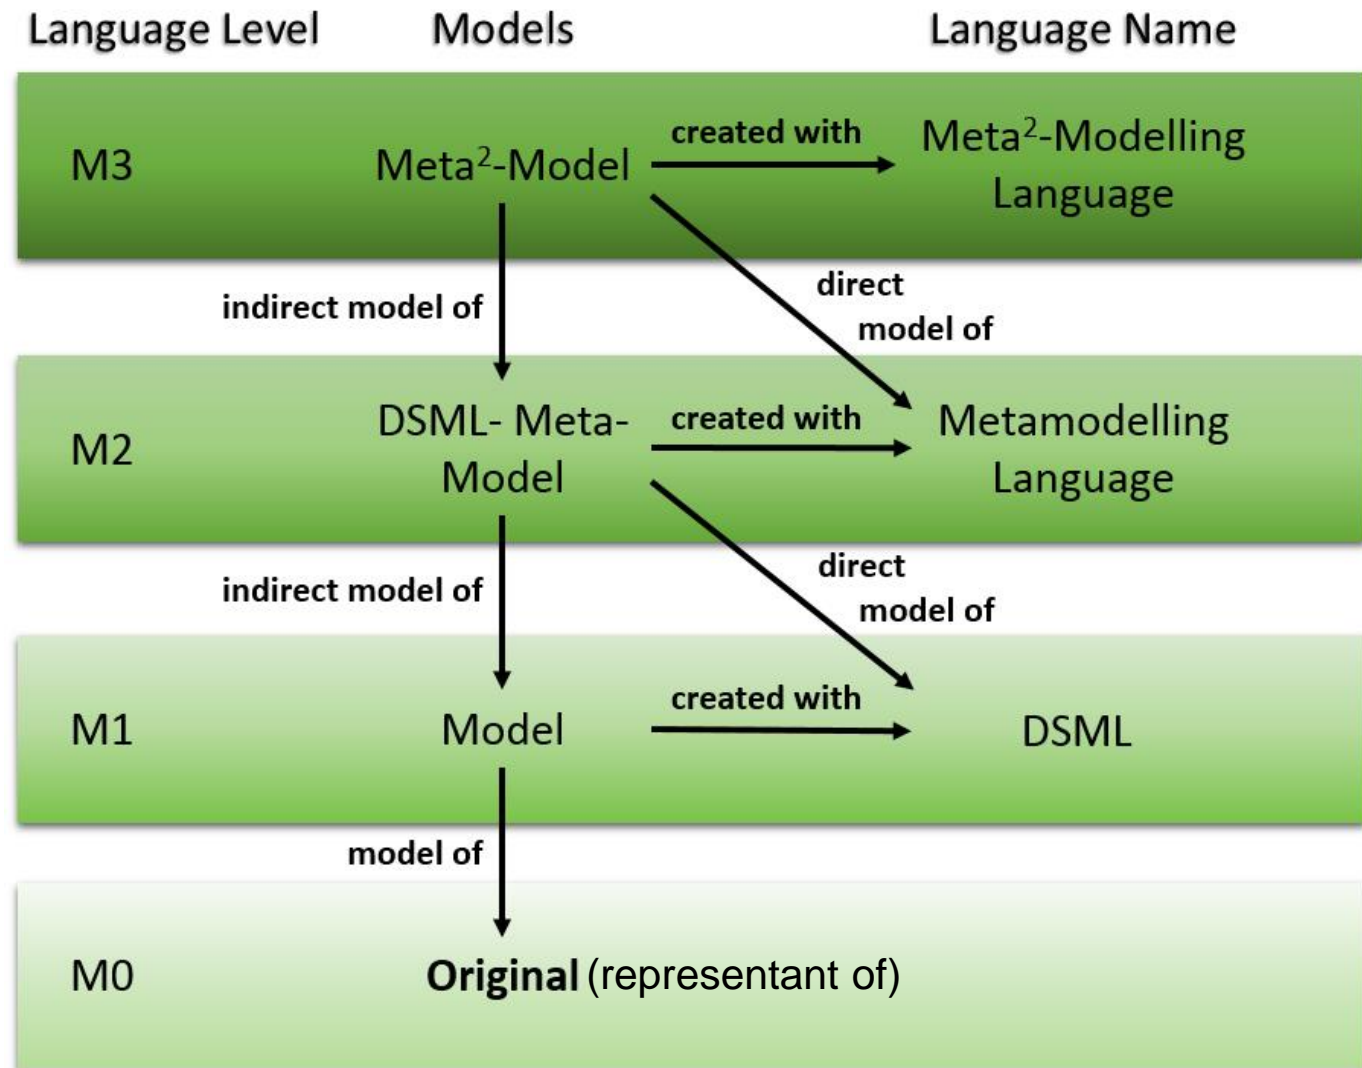 Language Level Models Language Name
created with
M3 Meta²-Model Meta²-Modelling
Language
indirect model of direct
model of
M2 DSML- Meta-
Model created with Metamodelling
Language
indirect model of direct
model of
created with
M1 Model DSML
model of
M0 Original (representant of)